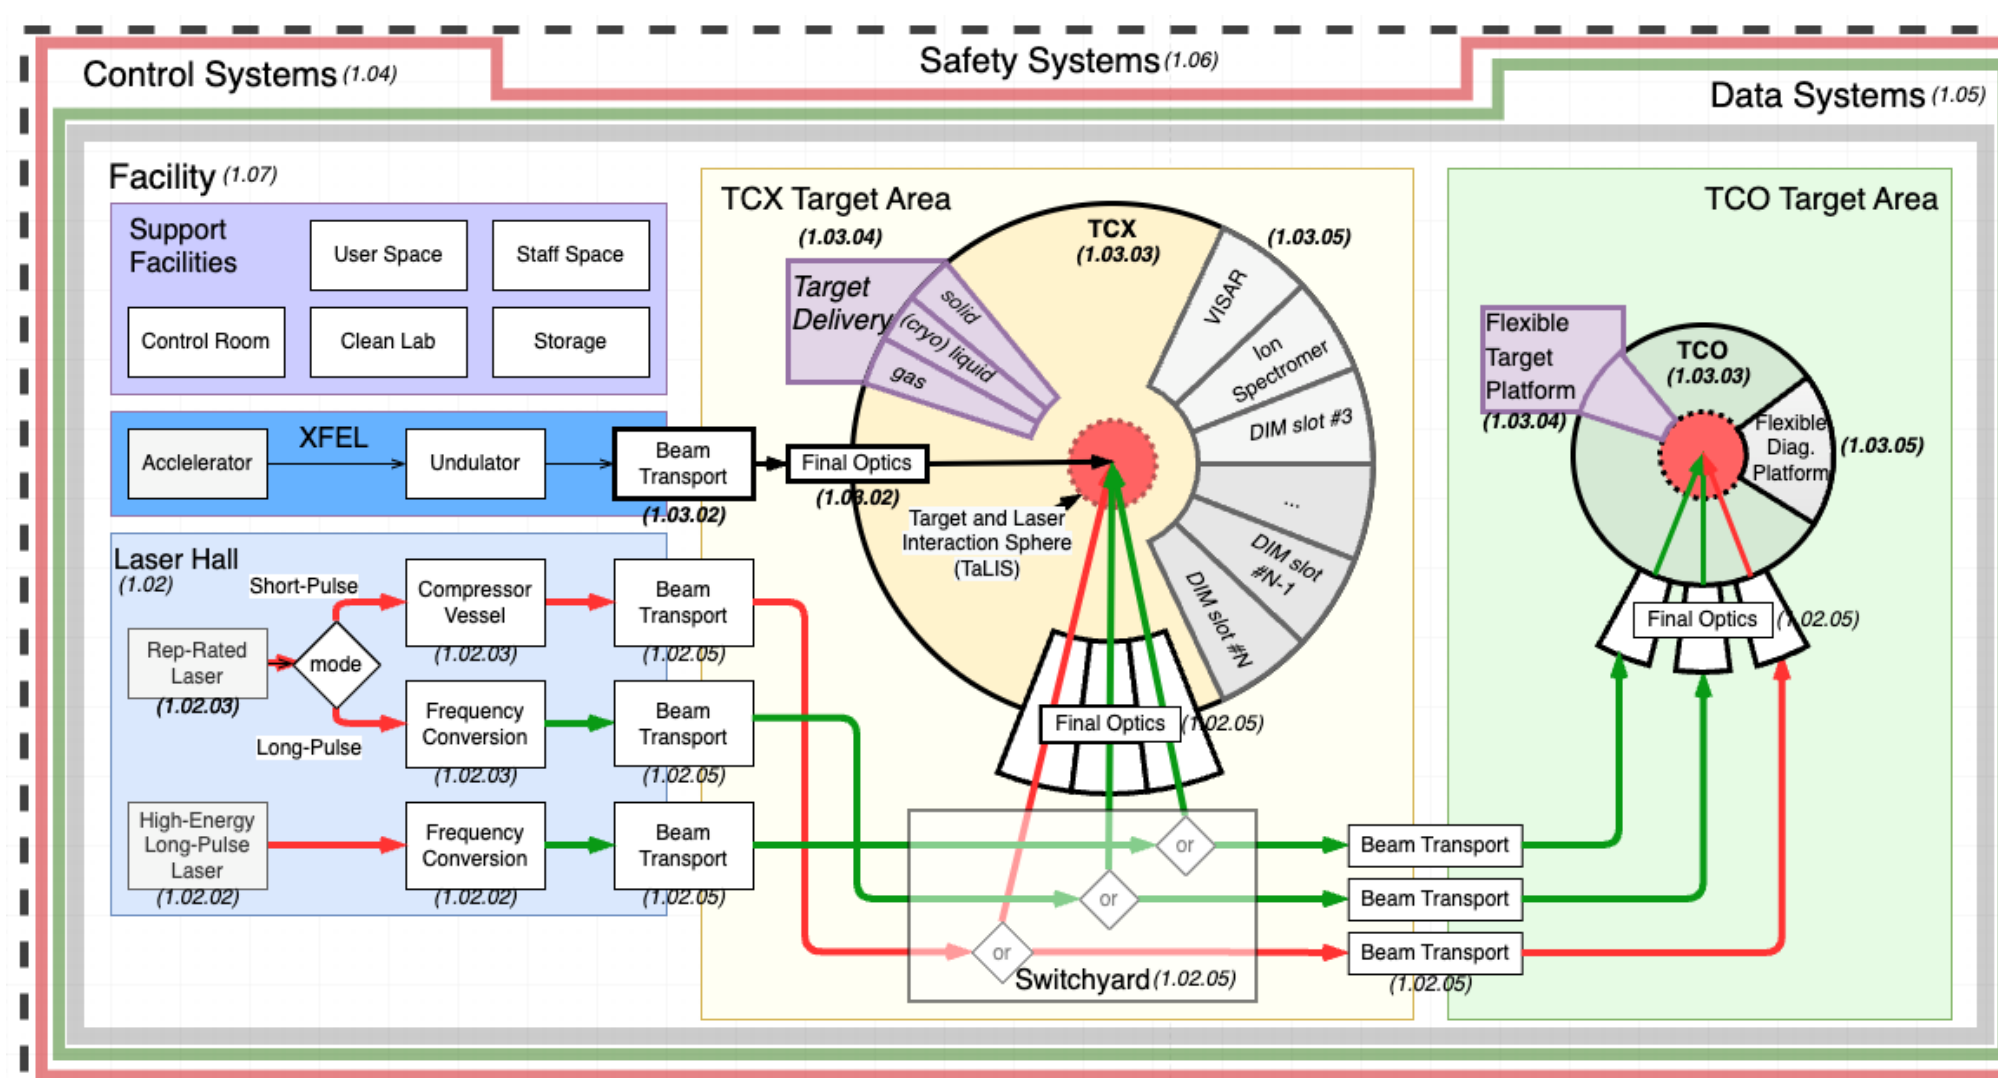 Control Systems (1.04)
Safety Systems (1.06)
Data Systems (1.05)
Facility (1.07)
Support
Facilities
User Space
Staff Space
Control Room
Clean Lab
Storage
XFEL
Acclelerator
Undulator
Beam
Transport
(1.03.02)
Final Optics
(1.03.02)
Laser Hall
(1.02)
Short-Pulse
Rep-Rated
Laser
(1.02.03)
mode
Long-Pulse
Compressor
Vessel
(1.02.03)
Beam
Transport
(1.02.05)
Frequency
Conversion
(1.02.03)
Beam
Transport
(1.02.05)
High-Energy
Long-Pulse
Laser
(1.02.02)
Frequency
Conversion
(1.02.02)
Beam
Transport
(1.02.05)
TCX Target Area
(1.03.04)
TCX
(1.03.03)
(1.03.05)
Target
Delivery
solid
(cryo) liquid
gas
VISAR
Ion
Spectromer
DIM slot #3
...
DIM slot
#N-1
DIM slot #N
Target and Laser
Interaction Sphere
(TaLIS)
Final Optics
(1.02.05)
or
or
or
Switchyard (1.02.05)
Beam Transport
Beam Transport
Beam Transport
(1.02.05)
TCO Target Area
Flexible
Target
Platform
(1.03.04)
TCO
(1.03.03)
Flexible
Diag.
Platform
(1.03.05)
Final Optics
(1.02.05)